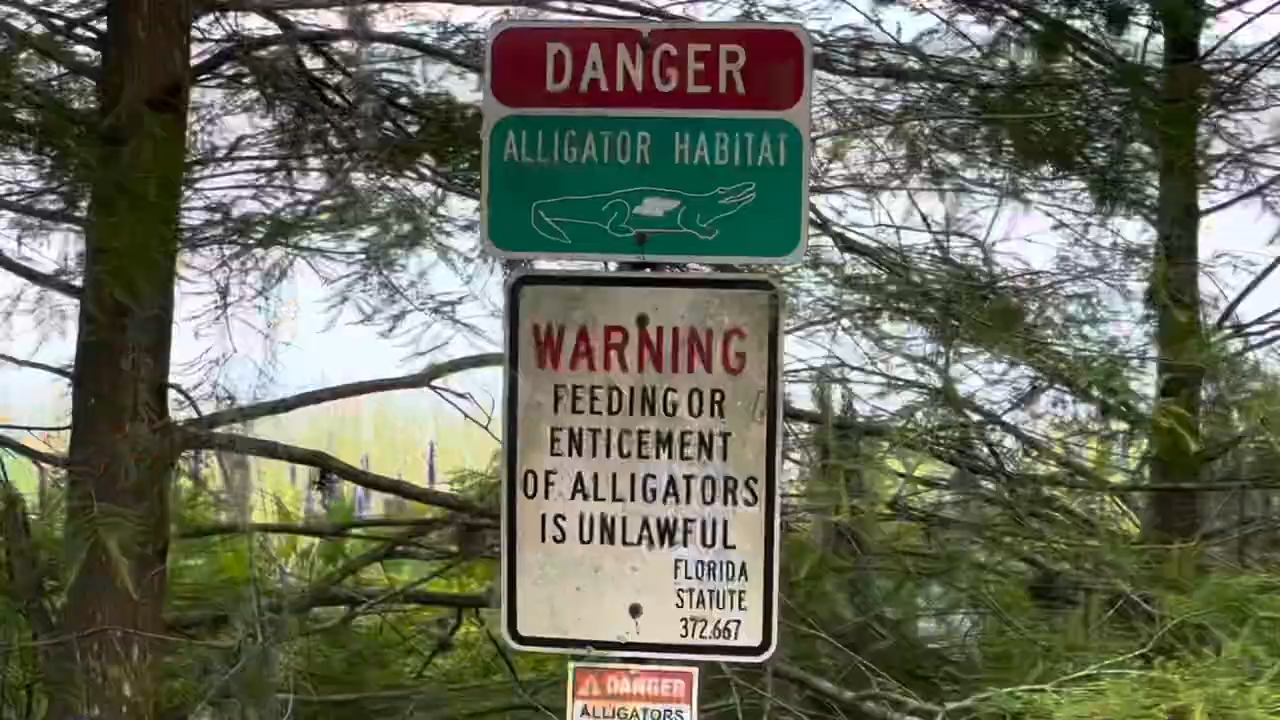 DANGER
ALLIGATOR HABITAT
WARNING
FEEDING OR
ENTICEMENT
OF ALLIGATORS
IS UNLAWFUL
FLORIDA
STATUTE
372.667
DANGER
ALLIGATORS